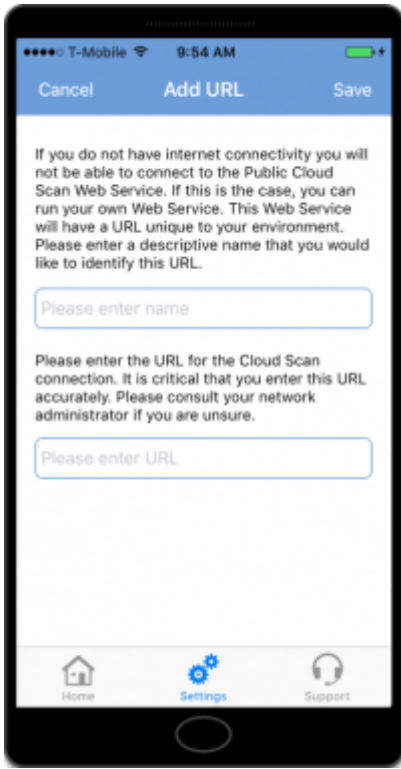 T-Mobile 9:54 AM
Cancel Add URL Save
If you do not have internet connectivity you will
not be able to connect to the Public Cloud
Scan Web Service. If this is the case, you can
run your own Web Service. This Web Service
will have a URL unique to your environment.
Please enter a descriptive name that you would
like to identify this URL.
Please enter name
Please enter the URL for the Cloud Scan
connection. It is critical that you enter this URL
accurately. Please consult your network
administrator if you are unsure.
Please enter URL
Home Settings Support